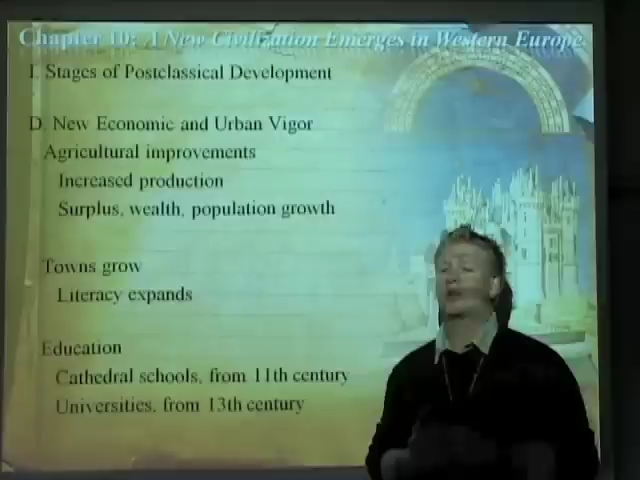 Chapter 10: A New Civilization Emerges in Western Europe
I. Stages of Postclassical Development
D. New Economic and Urban Vigor
Agricultural improvements
Increased production
Surplus, wealth, population growth
Towns grow
Literacy expands
Education
Cathedral schools, from 11th century
Universities, from 13th century